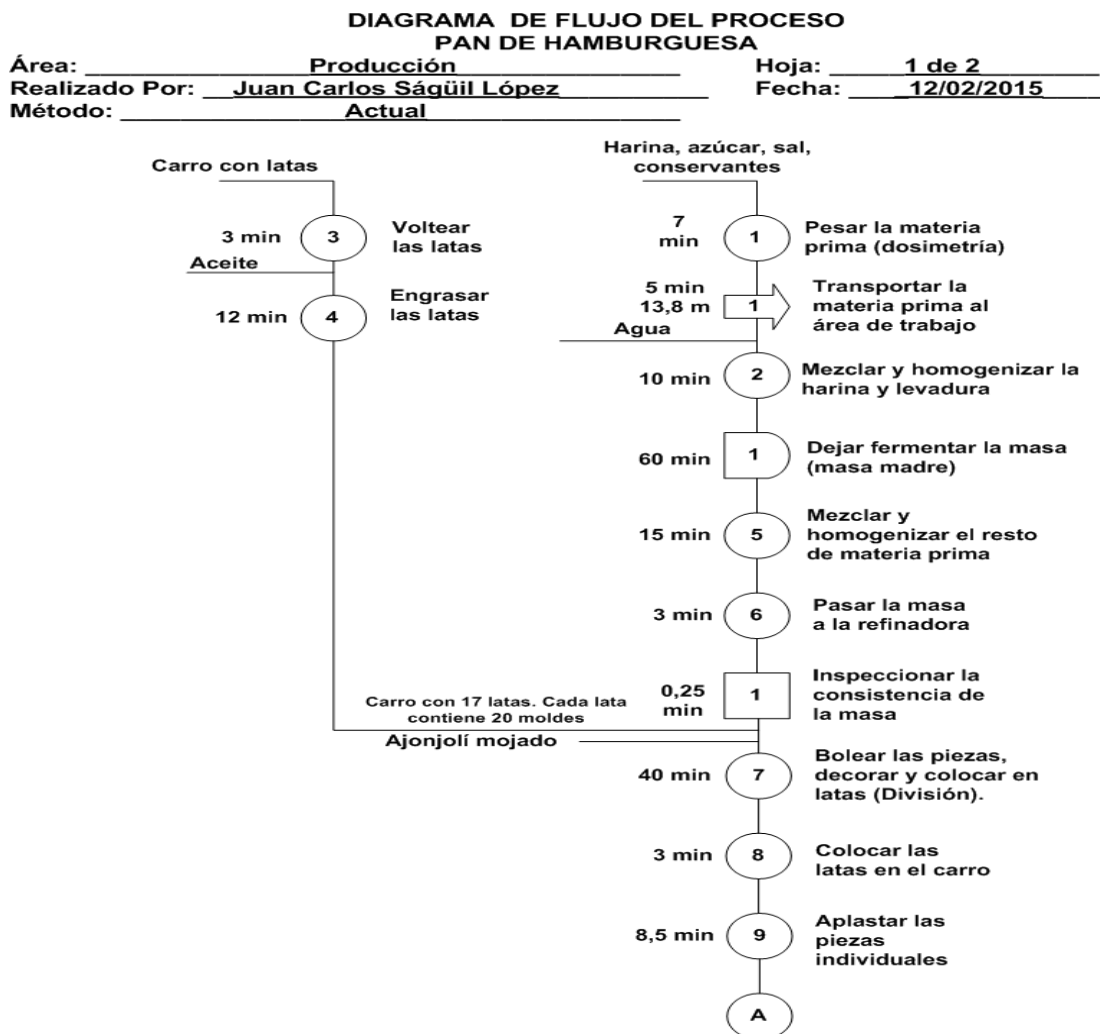 DIAGRAMA DE FLUJO DEL PROCESO
PAN DE HAMBURGUESA
Área: Producción
Hoja: 1 de 2
Realizado Por: Juan Carlos Ságüil López
Fecha: 12/02/2015
Método: Actual
Carro con latas
3 min
3
Voltear
las latas
Aceite
12 min
4
Engrasar
las latas
Harina, azúcar, sal,
conservantes
7
min
1
Pesar la materia
prima (dosimetría)
5 min
13,8 m
1
Transportar la
materia prima al
área de trabajo
Agua
10 min
2
Mezclar y homogenizar la
harina y levadura
60 min
1
Dejar fermentar la masa
(masa madre)
15 min
5
Mezclar y
homogenizar el resto
de materia prima
3 min
6
Pasar la masa
a la refinadora
0,25
min
1
Inspeccionar la
consistencia de
la masa
Carro con 17 latas. Cada lata
contiene 20 moldes
Ajonjolí mojado
40 min
7
Bolear las piezas,
decorar y colocar en
latas (División).
3 min
8
Colocar las
latas en el carro
8,5 min
9
Aplastar las
piezas
individuales
A